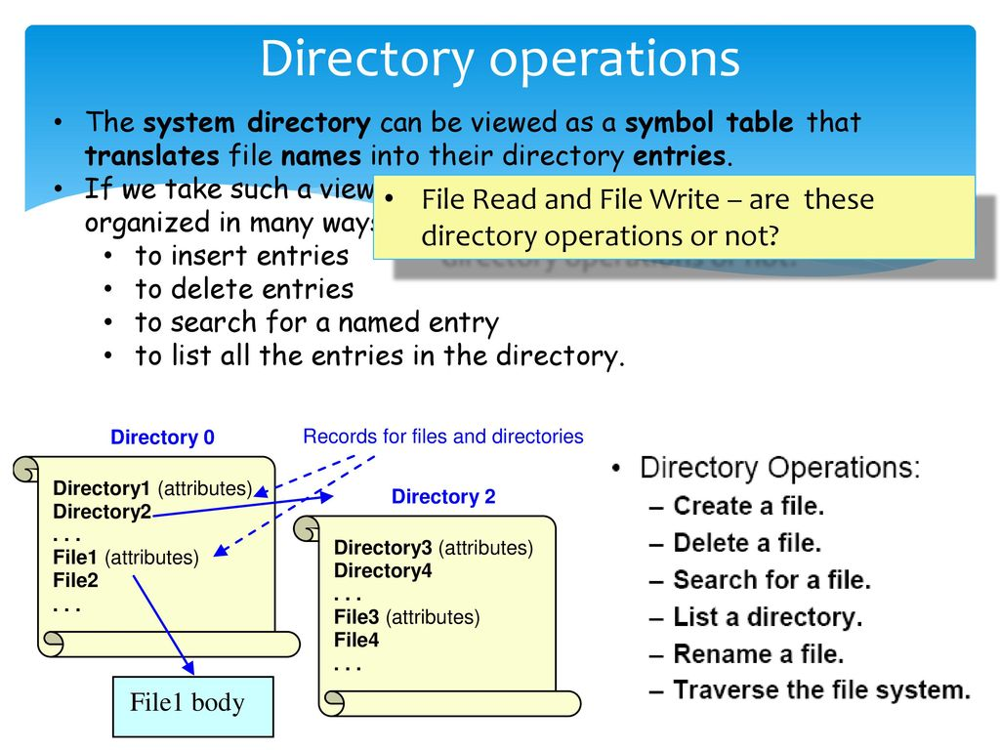 Directory operations
• The system directory can be viewed as a symbol table that
translates file names into their directory entries.
• If we take such a view
organized in many ways
• to insert entries
• to delete entries
• to search for a named entry
• to list all the entries in the directory.
• File Read and File Write – are these
directory operations or not?
Directory 0
Records for files and directories
Directory1 (attributes)
Directory2
. . .
File1 (attributes)
File2
. . .
File1 body
Directory 2
Directory3 (attributes)
Directory4
. . .
File3 (attributes)
File4
. . .
• Directory Operations:
– Create a file.
– Delete a file.
– Search for a file.
– List a directory.
– Rename a file.
– Traverse the file system.